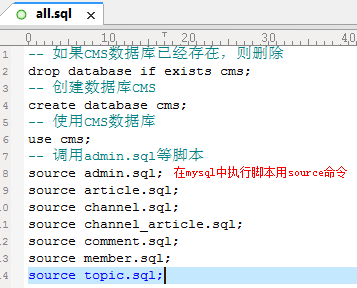 all.sql x
0 10 20 30 40
1 -- 如果CMS数据库已经存在，则删除
2 drop database if exists cms;
3 -- 创建数据库CMS
4 create database cms;
5 -- 使用CMS数据库
6 use cms;
7 -- 调用admin.sql等脚本
8 source admin.sql; 在mysql中执行脚本用source命令
9 source article.sql;
10 source channel.sql;
11 source channel_article.sql;
12 source comment.sql;
13 source member.sql;
14 source topic.sql;